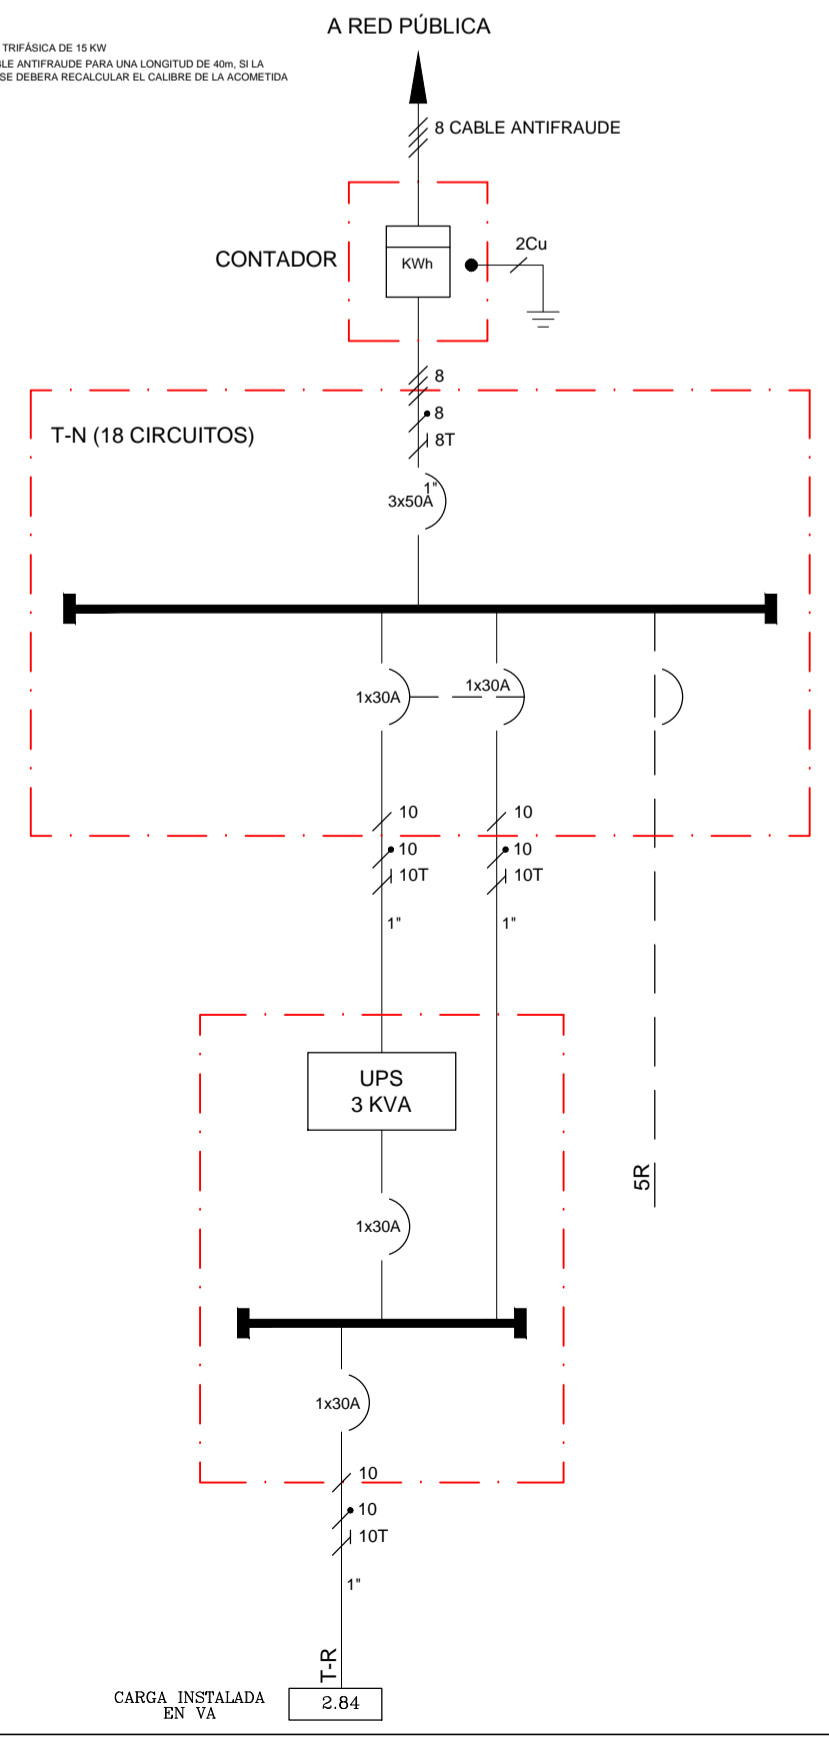 A RED PÚBLICA
TRIFÁSICA DE 15 KW
ANTIFRAUDE PARA UNA LONGITUD DE 40m, SI LA
SE DEBERA RECALCULAR EL CALIBRE DE LA ACOMETIDA
8 CABLE ANTIFRAUDE
CONTADOR
KWh
2Cu
8
8
8T
T-N (18 CIRCUITOS)
1"
3x50A
1x30A
1x30A
10
10
10
10
10T
10T
1"
1"
UPS
3 KVA
5R
1x30A
1x30A
10
10
10T
1"
T-R
CARGA INSTALADA
EN VA
2.84